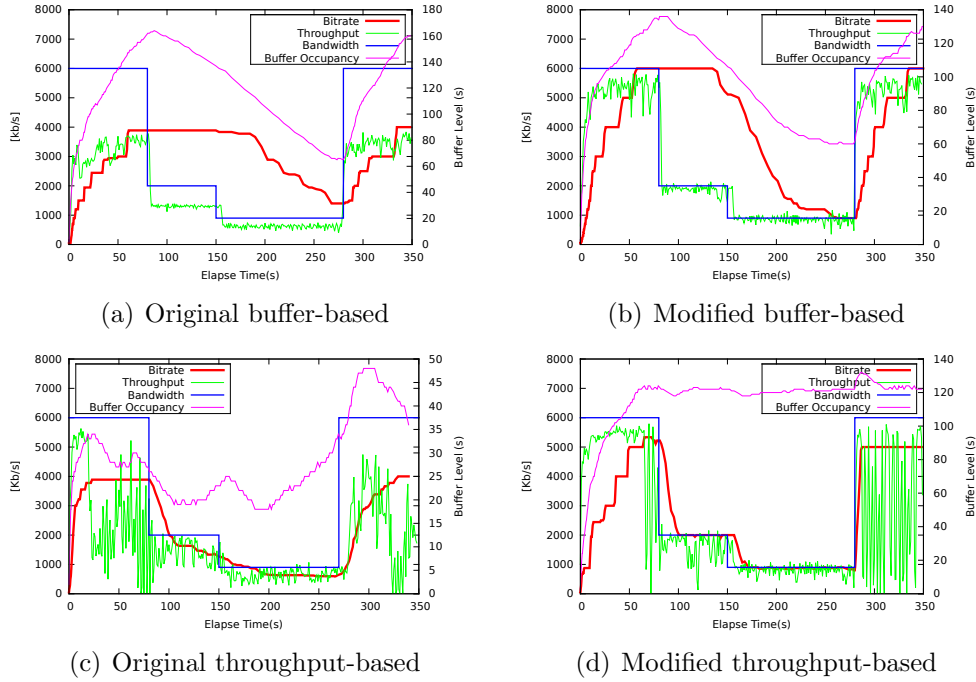 8000
7000
6000
5000
4000
3000
2000
1000
0
[Kb/s]
180
160
140
120
100
80
60
40
20
0
Buffer Level (s)
Bitrate
Throughput
Bandwidth
Buffer Occupancy
0 50 100 150 200 250 300 350
Elapse Time(s)
(a) Original buffer-based
8000
7000
6000
5000
4000
3000
2000
1000
0
[Kb/s]
140
120
100
80
60
40
20
0
Buffer Level (s)
Bitrate
Throughput
Bandwidth
Buffer Occupancy
0 50 100 150 200 250 300 350
Elapse Time(s)
(b) Modified buffer-based
8000
7000
6000
5000
4000
3000
2000
1000
0
[Kb/s]
50
45
40
35
30
25
20
15
10
5
0
Buffer Level (s)
Bitrate
Throughput
Bandwidth
Buffer Occupancy
0 50 100 150 200 250 300 350
Elapse Time(s)
(c) Original throughput-based
8000
7000
6000
5000
4000
3000
2000
1000
0
[Kb/s]
140
120
100
80
60
40
20
0
Buffer Level (s)
Bitrate
Throughput
Bandwidth
Buffer Occupancy
0 50 100 150 200 250 300 350
Elapse Time(s)
(d) Modified throughput-based